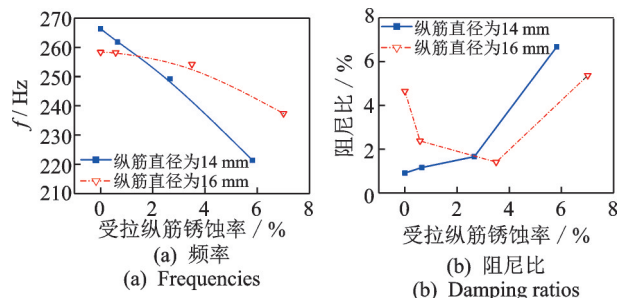 270
260
250
240
230
220
210
f / Hz
纵筋直径为14 mm
纵筋直径为16 mm
0 2 4 6 8
受拉纵筋锈蚀率 / %
(a) 频率
(a) Frequencies
8
6
4
2
0
阻尼比 / %
纵筋直径为14 mm
纵筋直径为16 mm
0 2 4 6 8
受拉纵筋锈蚀率 / %
(b) 阻尼比
(b) Damping ratios